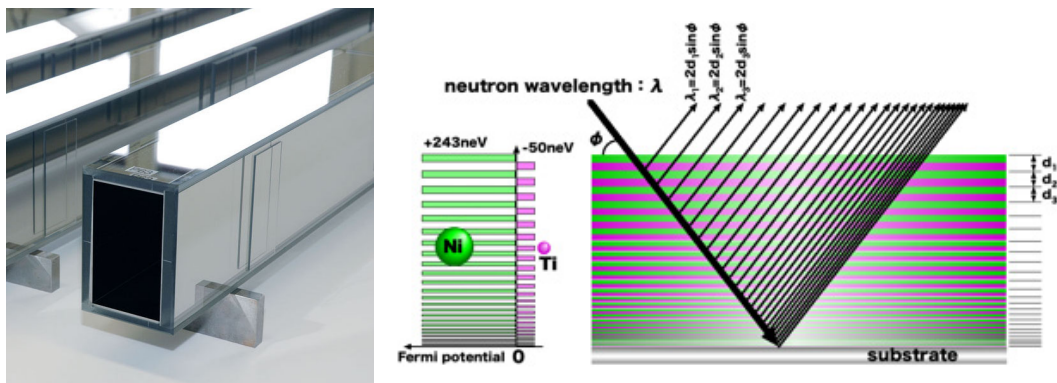 neutron wavelength : λ
λ₁=2d₁sinΦ
λ₂=2d₂sinΦ
λ₃=2d₃sinΦ
Φ
+243neV
-50neV
d₁
d₂
d₃
Ni
Ti
Fermi potential
0
substrate